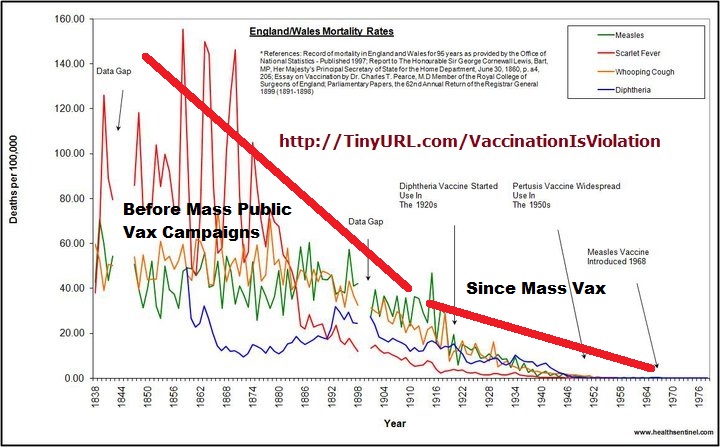 England/Wales Mortality Rates
* References: Record of mortality in England and Wales for 95 years as provided by the Office
of National Statistics - Published 1997; Report to The Honourable Sir George Cornewall Lewis, Bart,
MP, Her Majesty's Principal Secretary of State for the Home Department, June 30, 1860, p. a4,
205; Essay on Vaccination by Dr. Charles T. Pearce, M.D Member of the Royal College of
Surgeons of England; Parliamentary Papers, the 62nd Annual Return of the Registrar General
1899 (1891-1898)
Measles
Scarlet Fever
Whooping Cough
Diphtheria
http://TinyURL.com/VaccinationIsViolation
Data Gap
Before Mass Public
Vax Campaigns
Data Gap
Diphtheria Vaccine Started
Use In
The 1920s
Pertusis Vaccine Widespread
Use In
The 1950s
Measles Vaccine
Introduced 1968
Since Mass Vax
Deaths per 100,000
160.00
140.00
120.00
100.00
80.00
60.00
40.00
20.00
0.00
1838
1844
1850
1856
1862
1868
1874
1880
1886
1892
1898
1904
1910
1916
1922
1928
1934
1940
1946
1952
1958
1964
1970
1976
Year
www.healthsentinel.com